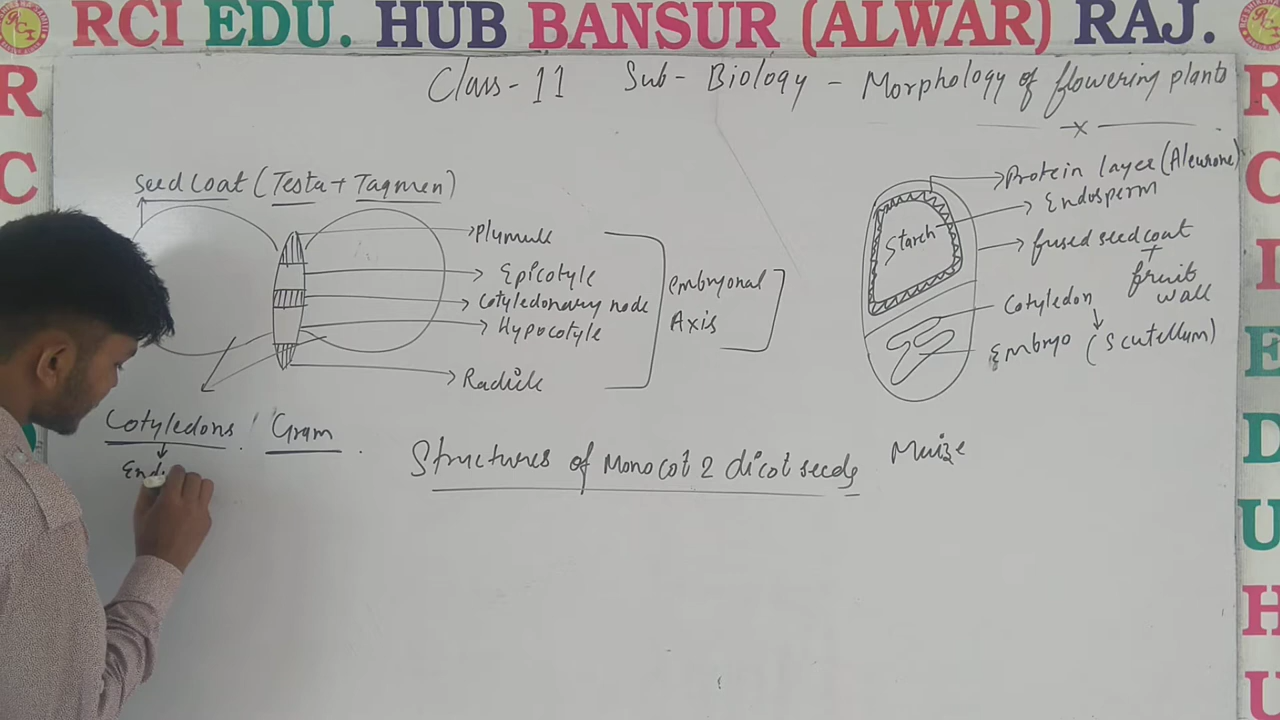 RCI EDU. HUB BANSUR (ALWAR) RAJ.
Class-11 Sub- Biology - Morphology of flowering plants
x
Seed Coat (Testa + Tagmen)
Plumule
Epicotyle
Cotyledonary node
Hypocotyle
Radicle
embryonal
Axis
Cotyledons
End
Gram
Protein layer (Aleurone)
Endosperm
Starch
fused seed coat
+
fruit
wall
Cotyledon
(Scutellum)
Embryo
Maize
Structures of Monocot 2 dicot seeds
R
C
R
C
I
E
D
U
H
U